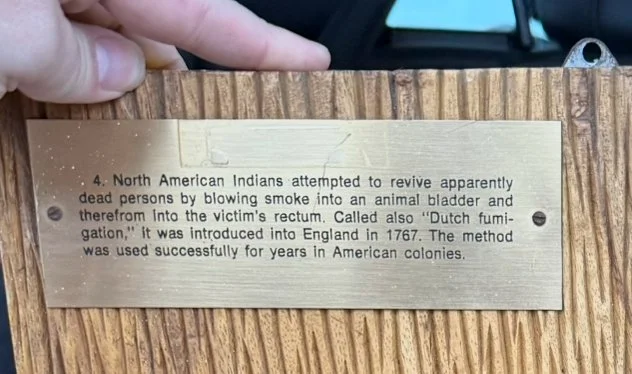 4. North American Indians attempted to revive apparently
dead persons by blowing smoke into an animal bladder and
therefrom into the victim's rectum. Called also "Dutch fumi-
gation," it was introduced into England in 1767. The method
was used successfully for years in American colonies.